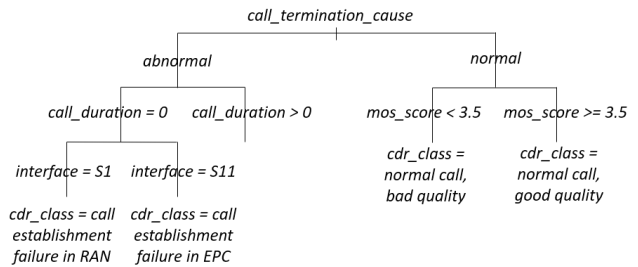 call_termination_cause
abnormal
normal
call_duration = 0
call_duration > 0
mos_score < 3.5
mos_score >= 3.5
interface = S1
interface = S11
cdr_class =
normal call,
bad quality
cdr_class =
normal call,
good quality
cdr_class = call
establishment
failure in RAN
cdr_class = call
establishment
failure in EPC